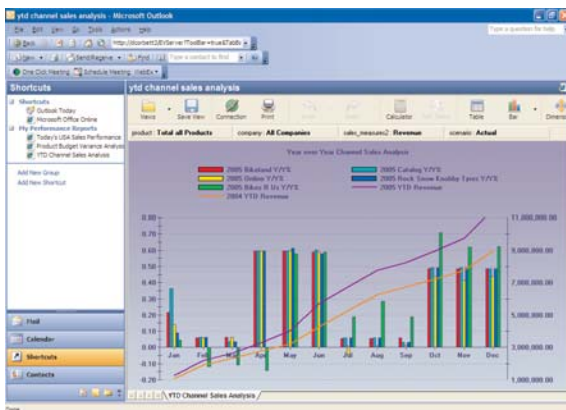 ytd channel sales analysis - Microsoft Outlook
File Edit View Go Tools Actions Help
Type a question for help
Back
New Send/Receive Find Type a contact to find
One Click Meeting Schedule Meeting WebEx
Shortcuts
ytd channel sales analysis
Shortcuts
Outlook Today
Microsoft Office Online
My Performance Reports
Today's USA Sales Performance
Product Budget Variance Analysis
YTD Channel Sales Analysis
Add New Group
Add New Shortcut
Views Save View Connection Print Calculator Table Bar Dimensi
product: Total all Products company: All Companies sales_measures2: Revenue scenario: Actual
Year over Year Channel Sales Analysis
2005 Bikeland Y/Y% 2005 Catalog Y/Y%
2005 Online Y/Y% 2005 Rock Snow Knobby Tyres Y/Y%
2005 Bikes R Us Y/Y% 2005 YTD Revenue
2004 YTD Revenue
0.80 11,000,000.00
0.70
0.60 9,000,000.00
0.50
0.40 7,000,000.00
0.30
0.20 5,000,000.00
0.10
0.00 3,000,000.00
-0.10
-0.20 1,000,000.00
Jan Feb Mar Apr May Jun Jul Aug Sep Oct Nov Dec
Mail
Calendar
Shortcuts
Contacts
YTD Channel Sales Analysis
Done